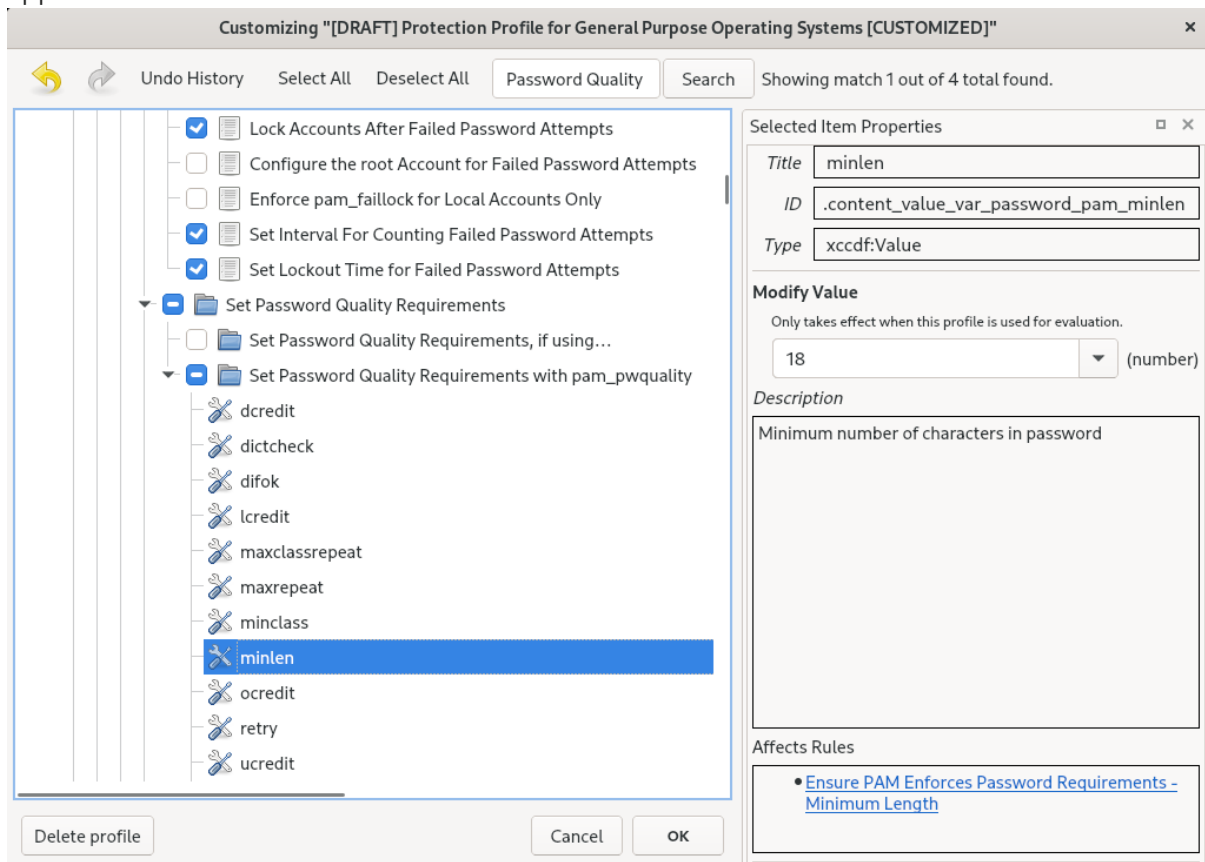 Customizing "[DRAFT] Protection Profile for General Purpose Operating Systems [CUSTOMIZED]"
Undo History Select All Deselect All Password Quality Search Showing match 1 out of 4 total found.
Lock Accounts After Failed Password Attempts
Configure the root Account for Failed Password Attempts
Enforce pam_faillock for Local Accounts Only
Set Interval For Counting Failed Password Attempts
Set Lockout Time for Failed Password Attempts
Set Password Quality Requirements
Set Password Quality Requirements, if using...
Set Password Quality Requirements with pam_pwquality
dcredit
dictcheck
difok
lcredit
maxclassrepeat
maxrepeat
minclass
minlen
ocredit
retry
ucredit
Delete profile Cancel OK
Selected Item Properties
Title minlen
ID .content_value_var_password_pam_minlen
Type xccdf:Value
Modify Value
Only takes effect when this profile is used for evaluation.
18 (number)
Description
Minimum number of characters in password
Affects Rules
Ensure PAM Enforces Password Requirements -
Minimum Length